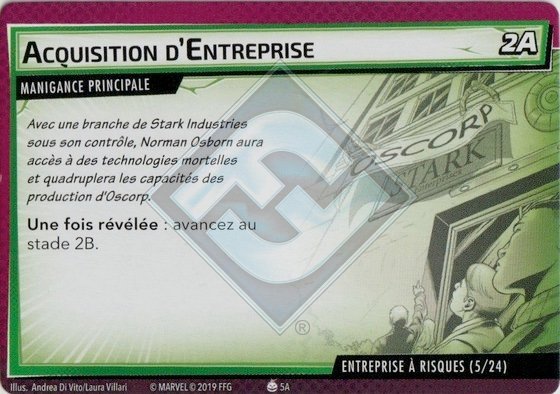 ACQUISITION D'ENTREPRISE
2A
MANIGANCE PRINCIPALE
Avec une branche de Stark Industries
sous son contrôle, Norman Osborn aura
accès à des technologies mortelles
et quadruplera les capacités des
production d'Oscorp.
Une fois révélée : avancez au
stade 2B.
OSCORP
STARK
®
ENTREPRISE À RISQUES (5/24)
Illus. Andrea Di Vito/Laura Villari
© MARVEL © 2019 FFG
5A